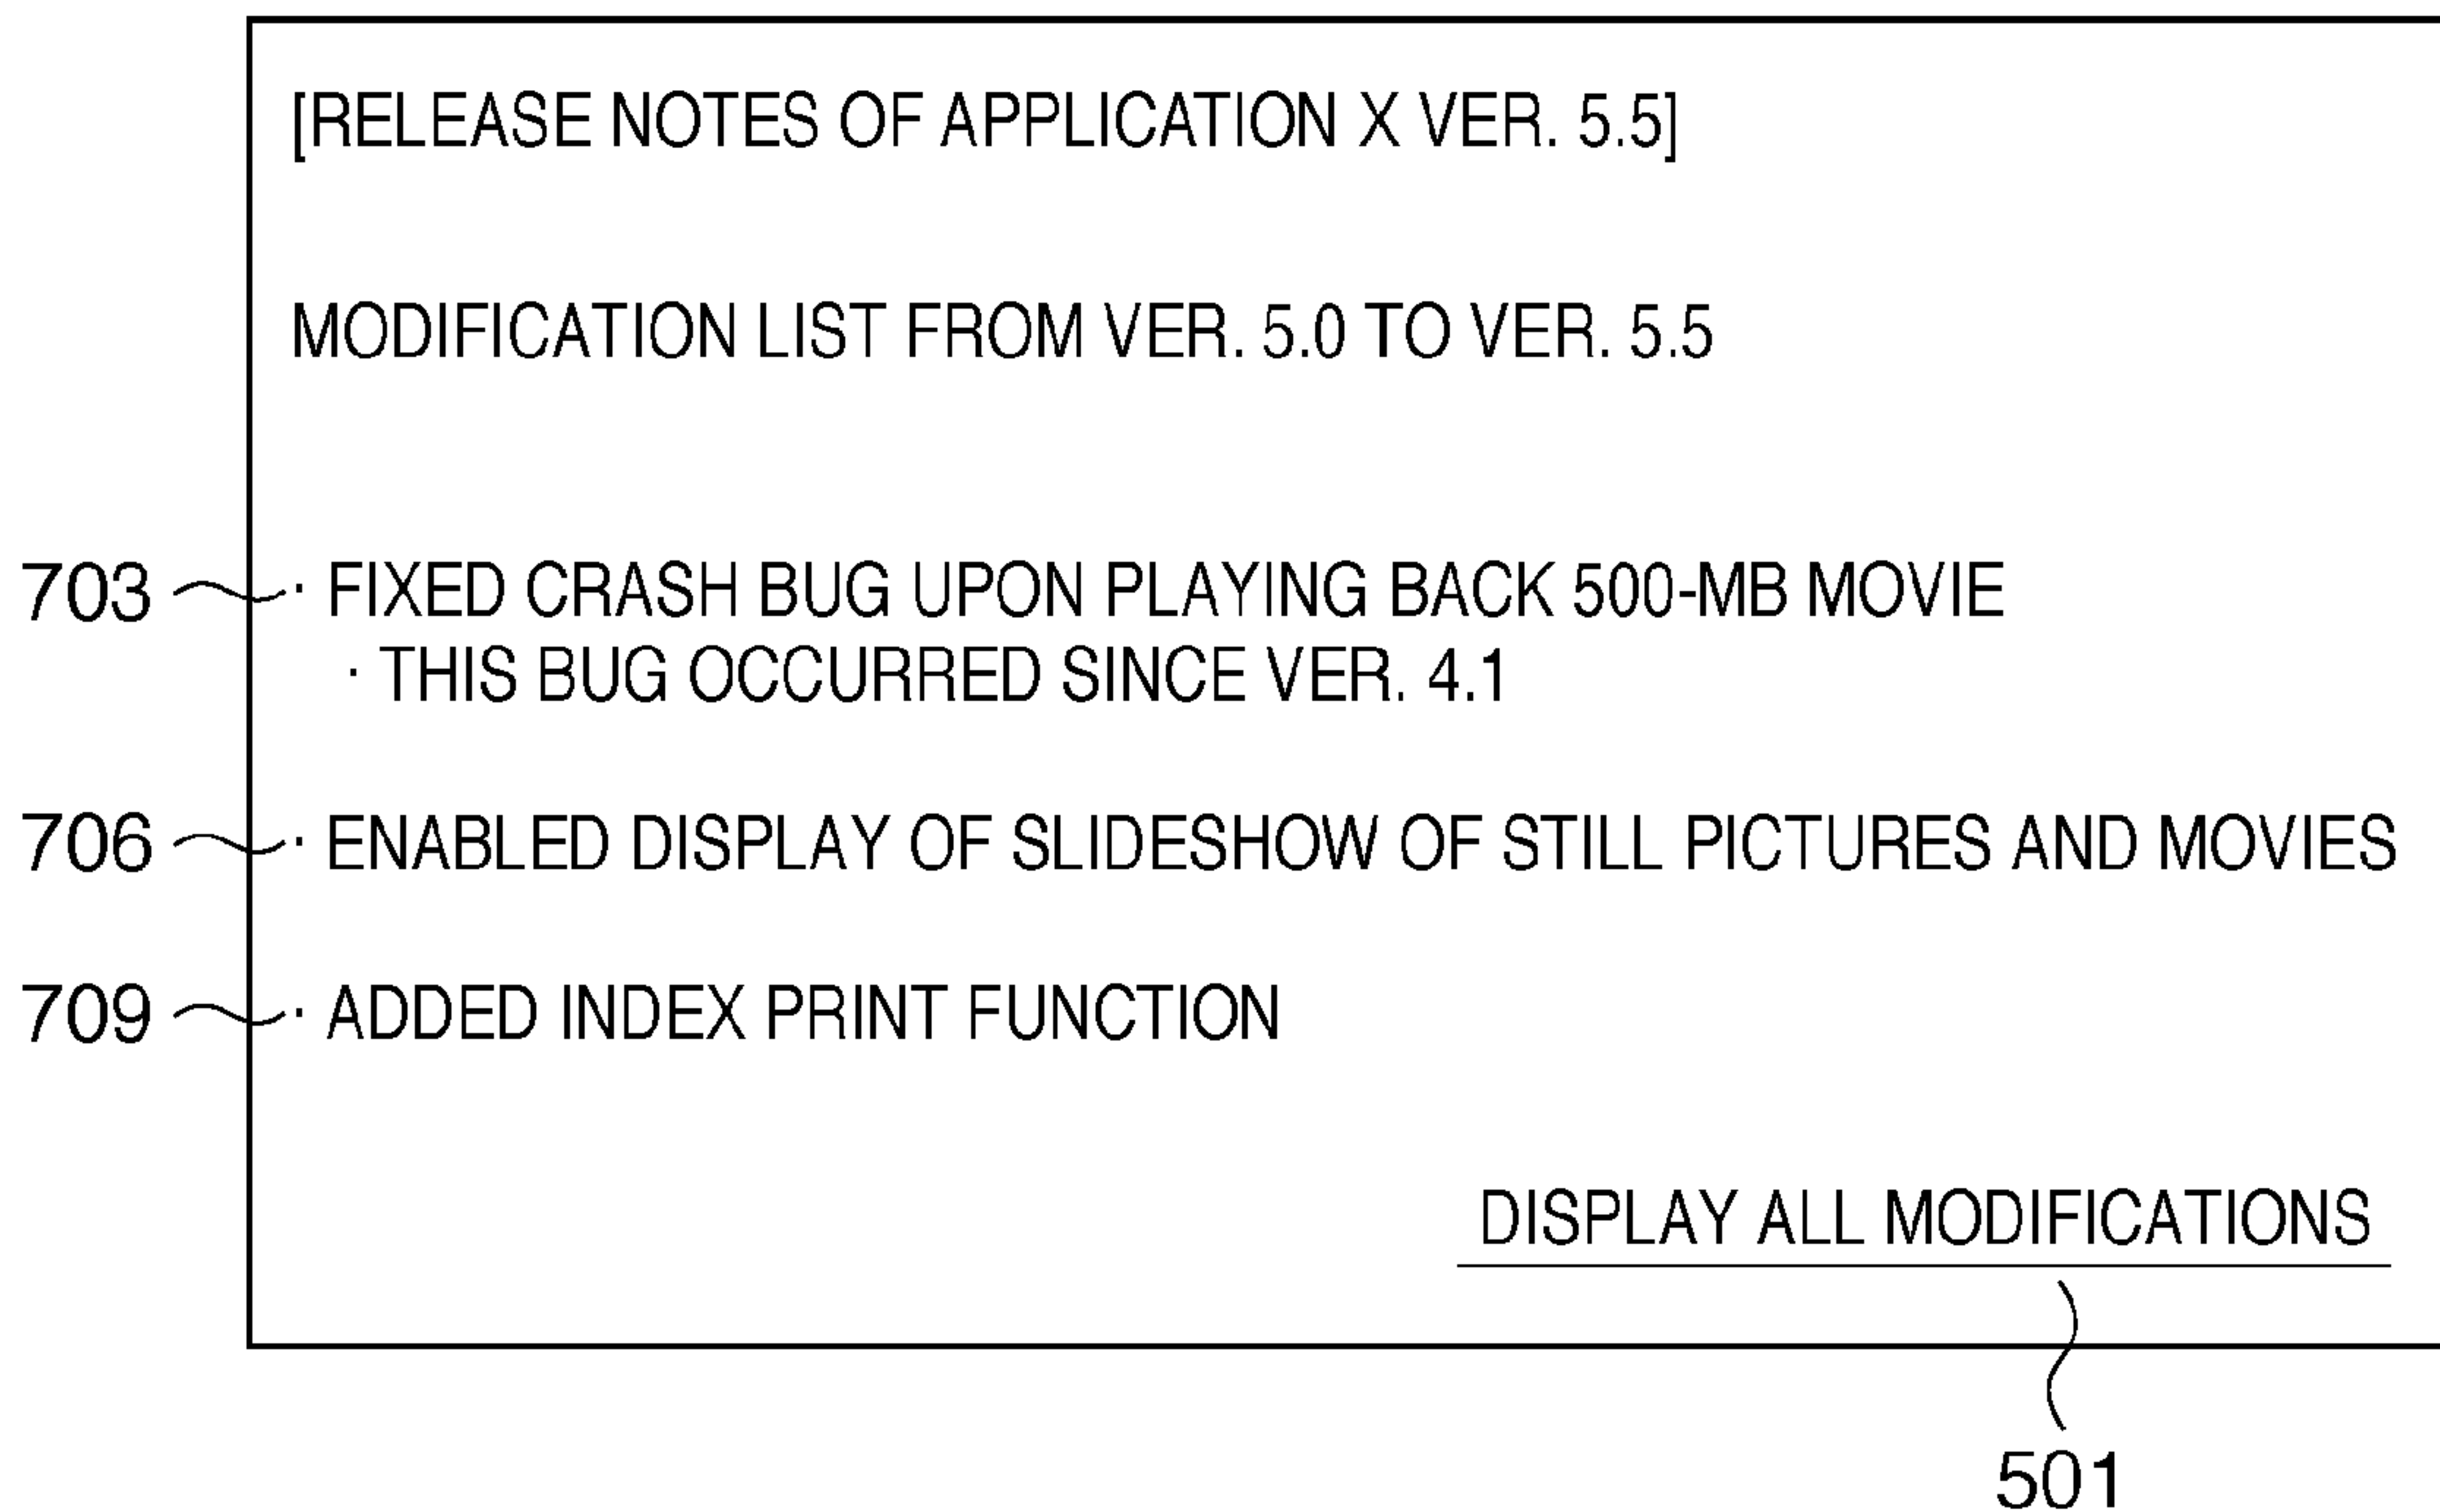 [RELEASE NOTES OF APPLICATION X VER. 5.5]
MODIFICATION LIST FROM VER. 5.0 TO VER. 5.5
703 · FIXED CRASH BUG UPON PLAYING BACK 500-MB MOVIE
· THIS BUG OCCURRED SINCE VER. 4.1
706 · ENABLED DISPLAY OF SLIDESHOW OF STILL PICTURES AND MOVIES
709 · ADDED INDEX PRINT FUNCTION
DISPLAY ALL MODIFICATIONS
501